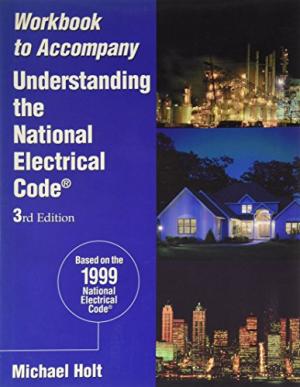 Workbook
to Accompany
Understanding
the
National
Electrical
Code®
3rd Edition
Based on the
1999
National
Electrical
Code®
Michael Holt